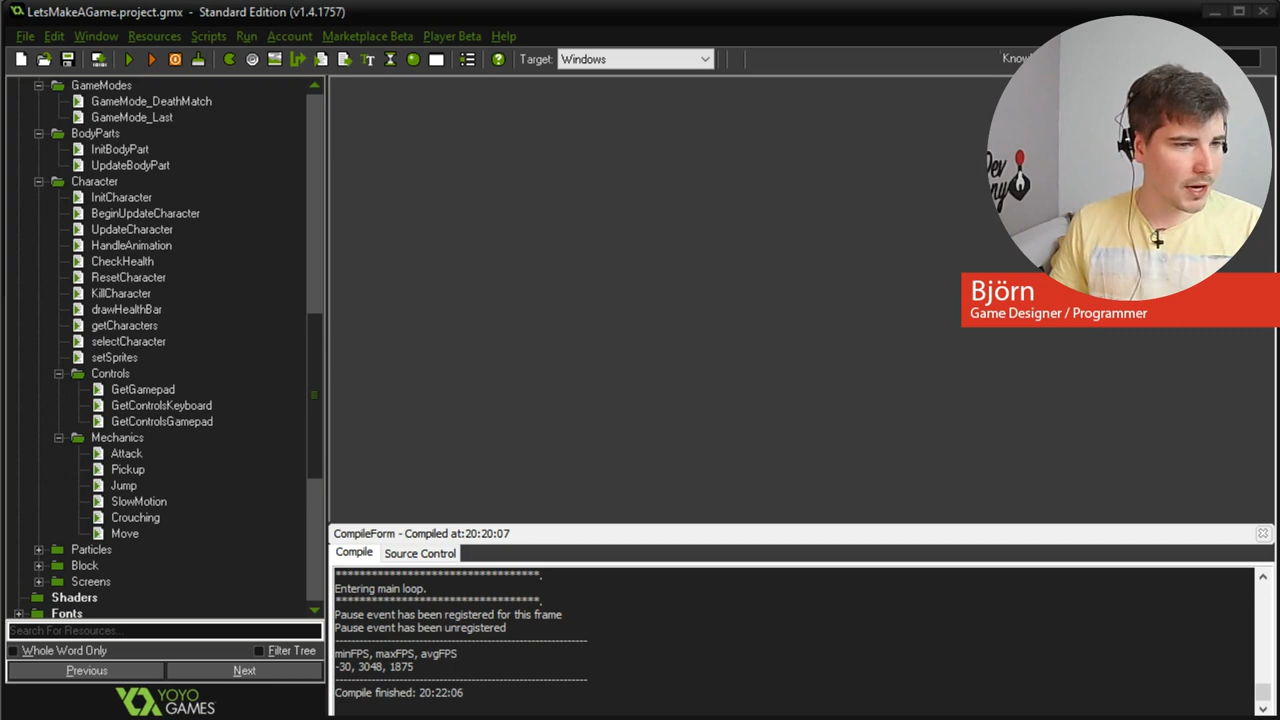 LetsMakeAGame.project.gmx - Standard Edition (v1.4.1757)
File Edit Window Resources Scripts Run Account Marketplace Beta Player Beta Help
Target: Windows
GameModes
GameMode_DeathMatch
GameMode_Last
BodyParts
InitBodyPart
UpdateBodyPart
Character
InitCharacter
BeginUpdateCharacter
UpdateCharacter
HandleAnimation
CheckHealth
ResetCharacter
KillCharacter
drawHealthBar
getCharacters
selectCharacter
setSprites
Controls
GetGamepad
GetControlsKeyboard
GetControlsGamepad
Mechanics
Attack
Pickup
Jump
SlowMotion
Crouching
Move
Particles
Block
Screens
Shaders
Fonts
Search For Resources...
Whole Word Only Filter Tree
Previous Next
YOYO
GAMES
Björn
Game Designer / Programmer
CompileForm - Compiled at:20:20:07
Compile Source Control
***********************************.
Entering main loop.
***********************************.
Pause event has been registered for this frame
Pause event has been unregistered
minFPS, maxFPS, avgFPS
-30, 3048, 1875
Compile finished: 20:22:06